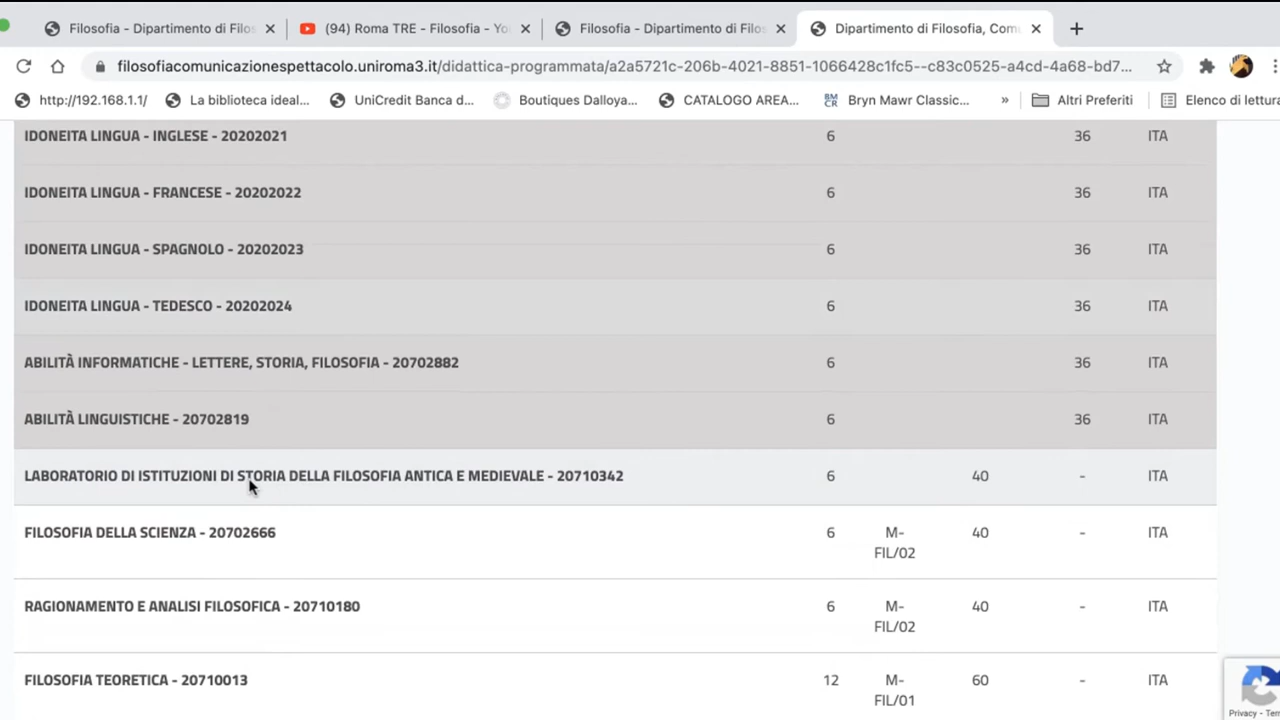 Filosofia - Dipartimento di Filos
(94) Roma TRE - Filosofia - Yo
Filosofia - Dipartimento di Filos
Dipartimento di Filosofia, Com
filosofiacomunicazionespettacolo.uniroma3.it/didattica-programmata/a2a5721c-206b-4021-8851-1066428c1fc5--c83c0525-a4cd-4a68-bd7...
http://192.168.1.1/
La biblioteca ideal...
UniCredit Banca d...
Boutiques Dalloya...
CATALOGO AREA...
BMCR Bryn Mawr Classic...
»
Altri Preferiti
Elenco di lettura
IDONEITA LINGUA - INGLESE - 20202021 6 36 ITA
IDONEITA LINGUA - FRANCESE - 20202022 6 36 ITA
IDONEITA LINGUA - SPAGNOLO - 20202023 6 36 ITA
IDONEITA LINGUA - TEDESCO - 20202024 6 36 ITA
ABILITÀ INFORMATICHE - LETTERE, STORIA, FILOSOFIA - 20702882 6 36 ITA
ABILITÀ LINGUISTICHE - 20702819 6 36 ITA
LABORATORIO DI ISTITUZIONI DI STORIA DELLA FILOSOFIA ANTICA E MEDIEVALE - 20710342 6 40 - ITA
FILOSOFIA DELLA SCIENZA - 20702666 6 M- 40 - ITA
FIL/02
RAGIONAMENTO E ANALISI FILOSOFICA - 20710180 6 M- 40 - ITA
FIL/02
FILOSOFIA TEORETICA - 20710013 12 M- 60 - ITA
FIL/01
Privacy - Tern